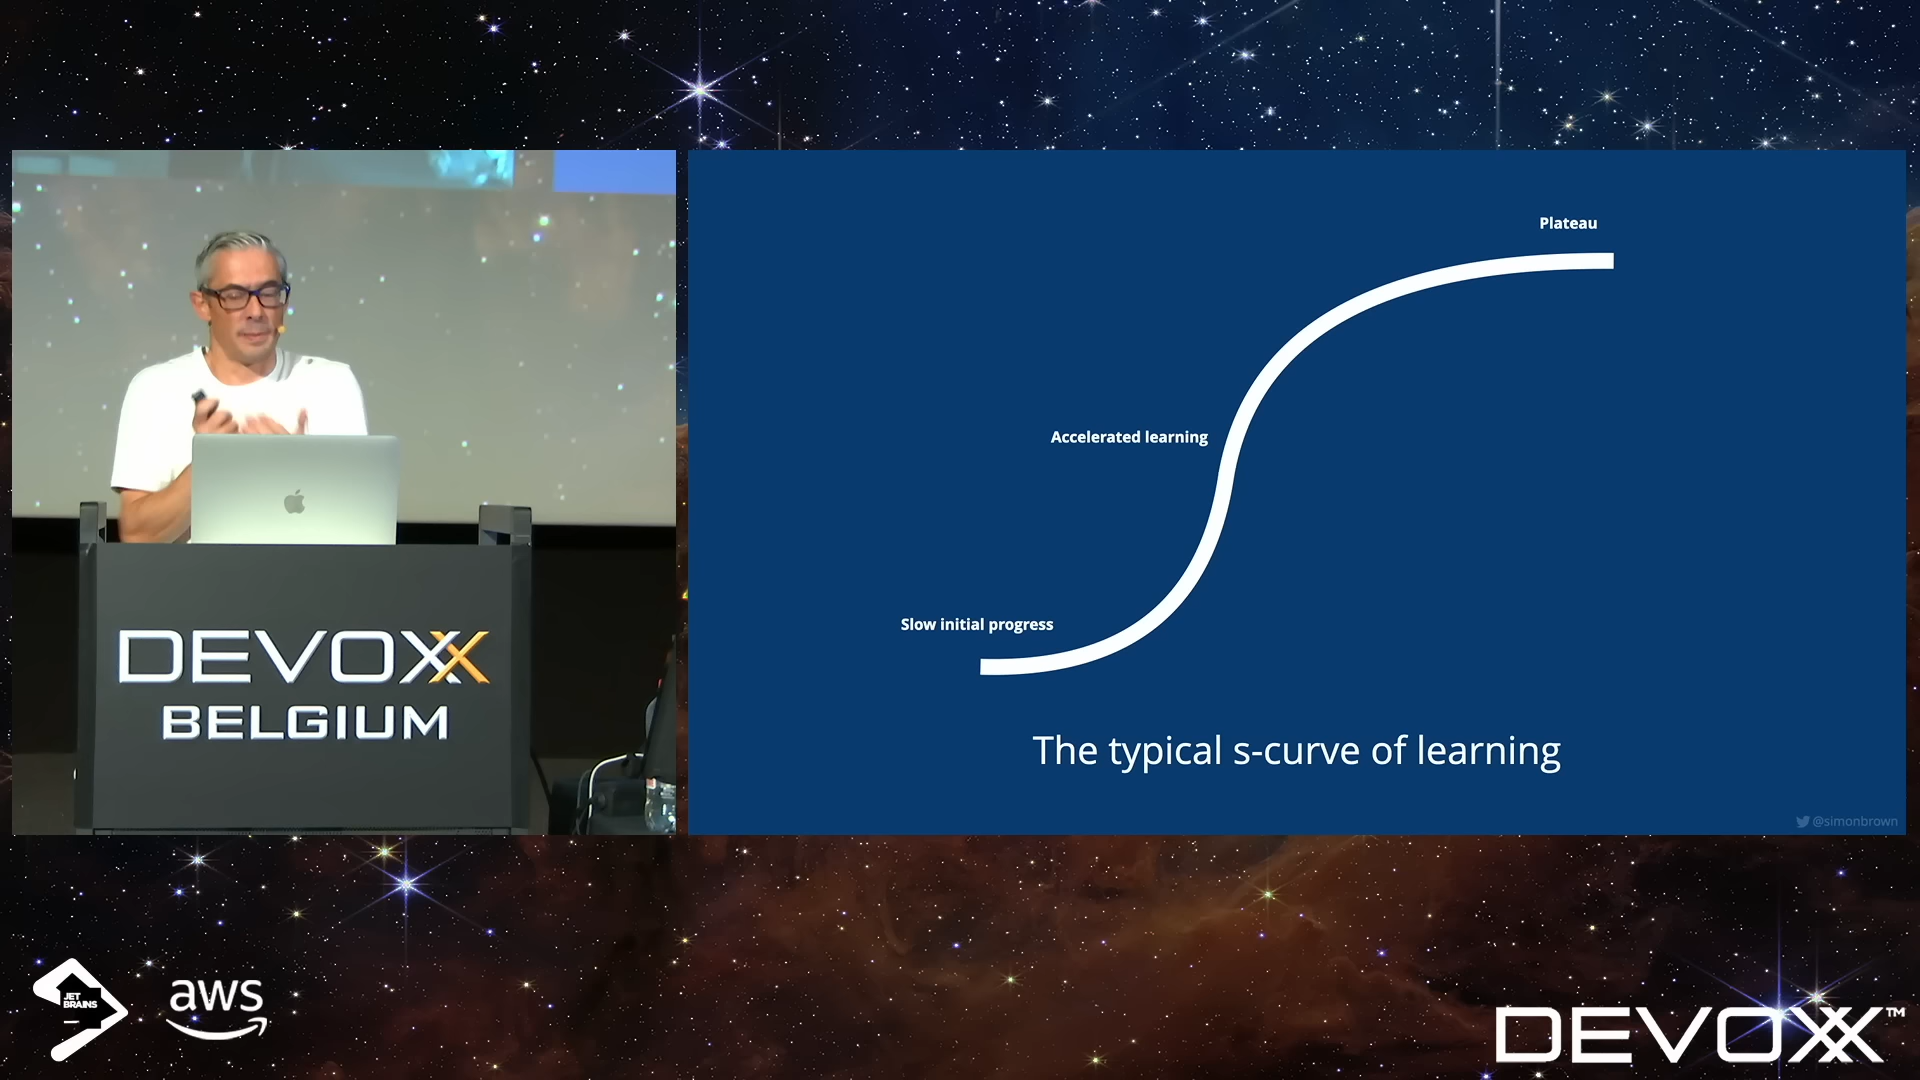 Plateau
Accelerated learning
Slow initial progress
The typical s-curve of learning
@simonbrown
DEVOXX
BELGIUM
JET
BRAINS
aws
DEVOXX™